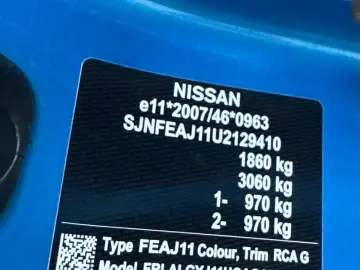 NISSAN
e11*2007/46*0963
SJNFEAJ11U2129410
1860 kg
3060 kg
1- 970 kg
2- 970 kg
Type FEAJ11 Colour, Trim RCA G
Model